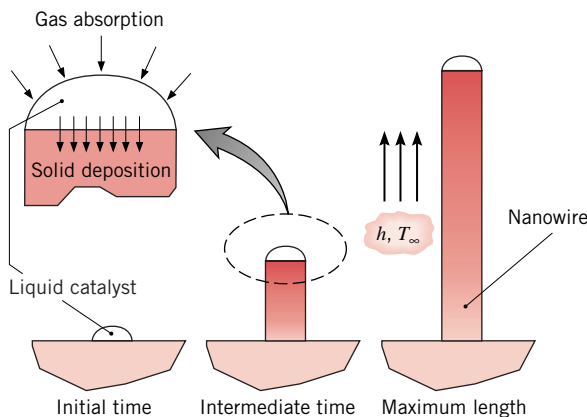 Gas absorption
Solid deposition
h, T∞
Nanowire
Liquid catalyst
Initial time
Intermediate time
Maximum length